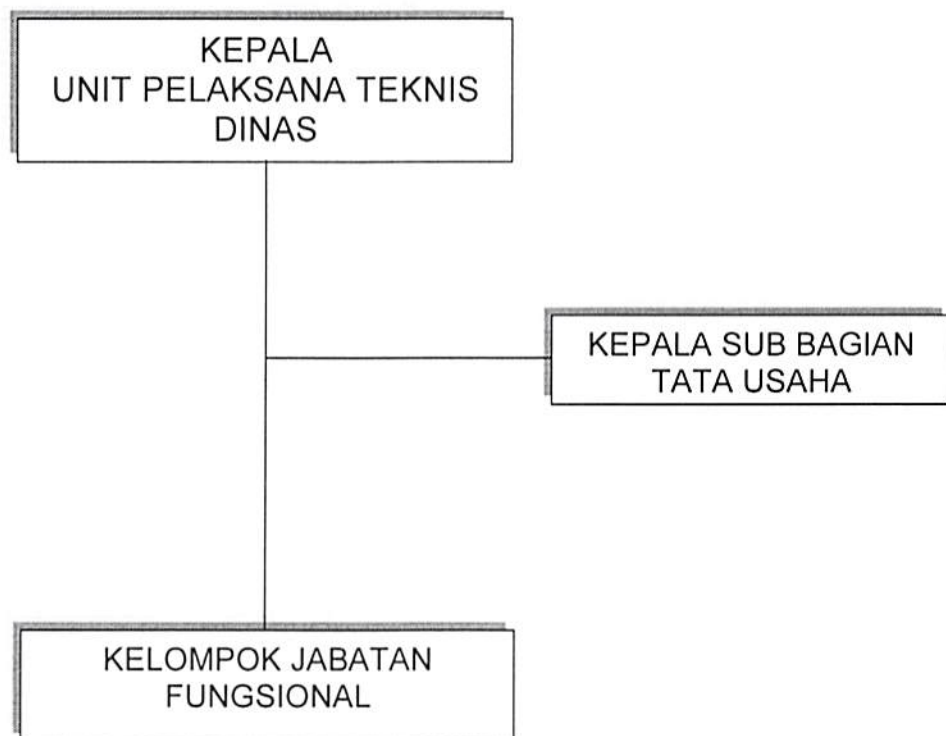 KEPALA
UNIT PELAKSANA TEKNIS
DINAS
KEPALA SUB BAGIAN
TATA USAHA
KELOMPOK JABATAN
FUNGSIONAL